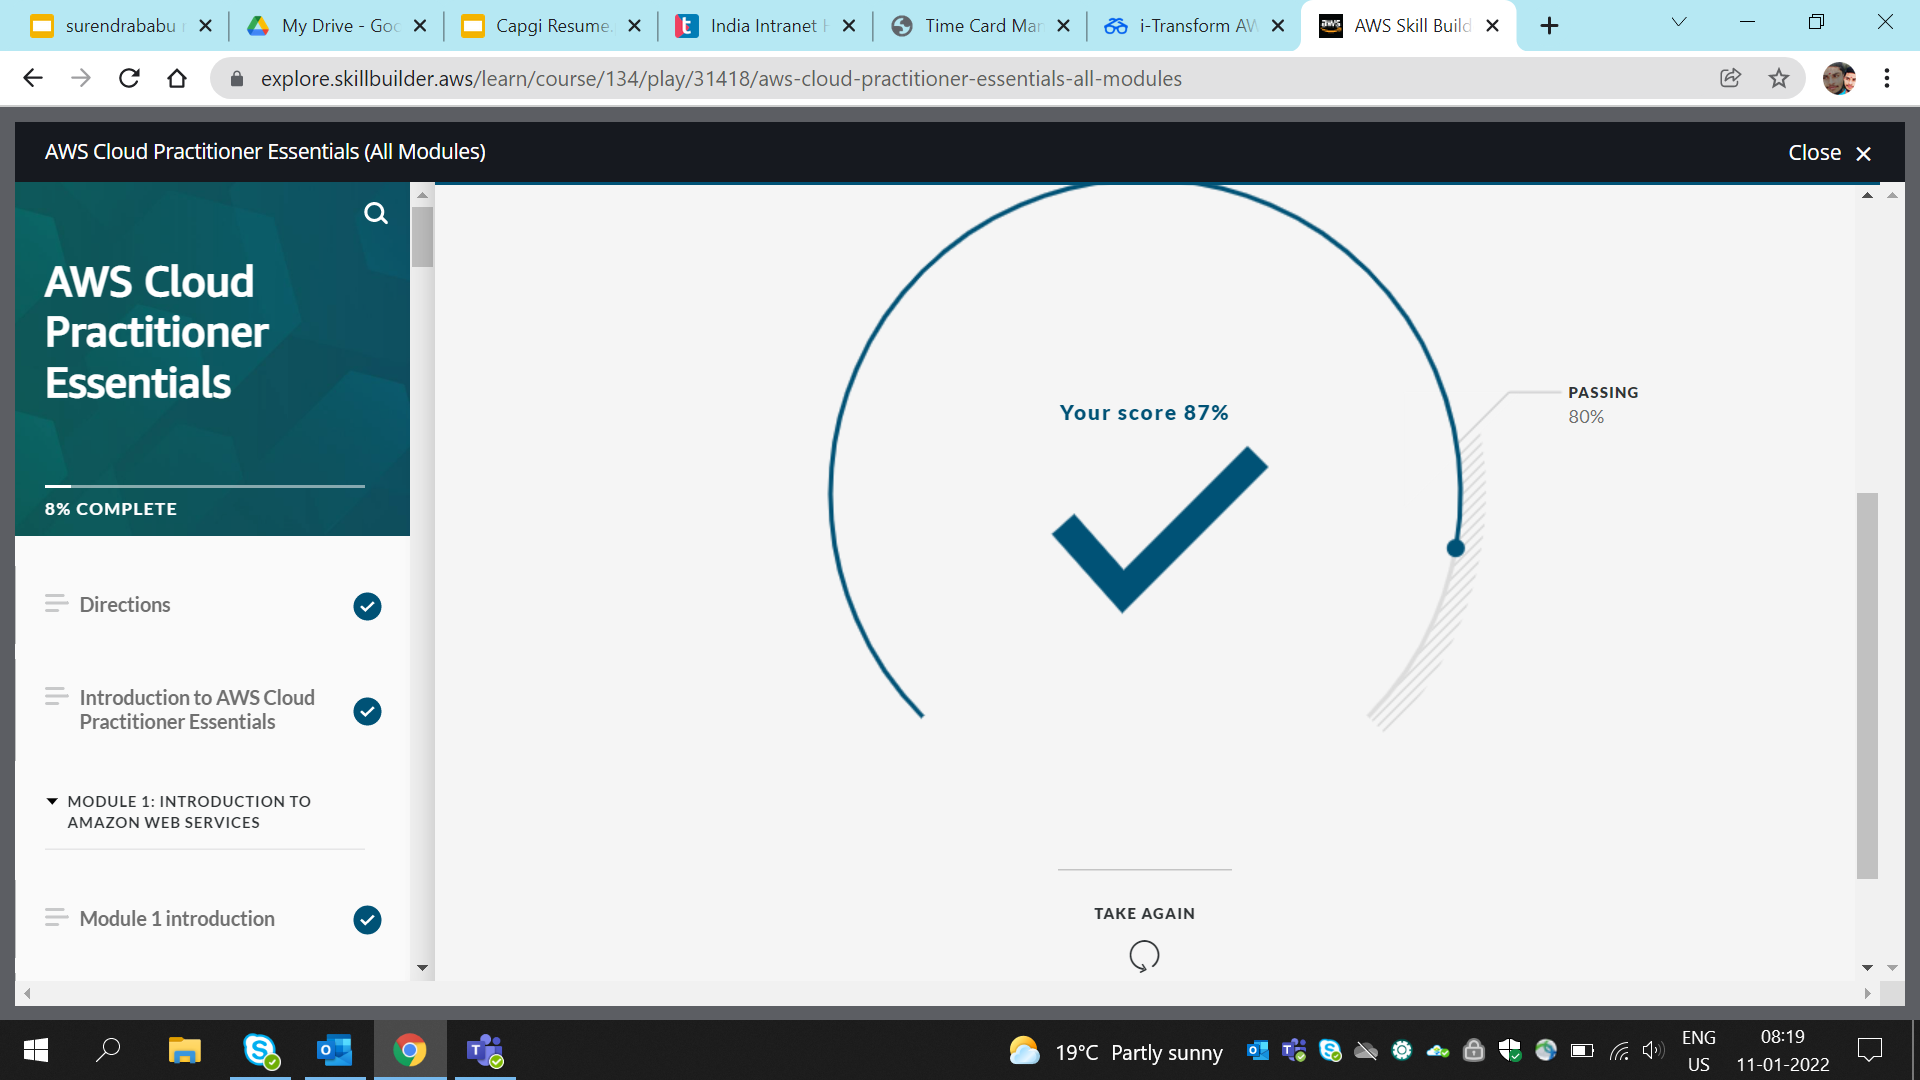 surendrababu r
My Drive - Goo
Capgi Resume.
India Intranet H
Time Card Man
i-Transform AW
AWS Skill Build
explore.skillbuilder.aws/learn/course/134/play/31418/aws-cloud-practitioner-essentials-all-modules
AWS Cloud Practitioner Essentials (All Modules)
Close
AWS Cloud
Practitioner
Essentials
8% COMPLETE
Directions
Introduction to AWS Cloud
Practitioner Essentials
MODULE 1: INTRODUCTION TO
AMAZON WEB SERVICES
Module 1 introduction
Your score 87%
PASSING
80%
TAKE AGAIN
19°C Partly sunny
ENG
US
08:19
11-01-2022